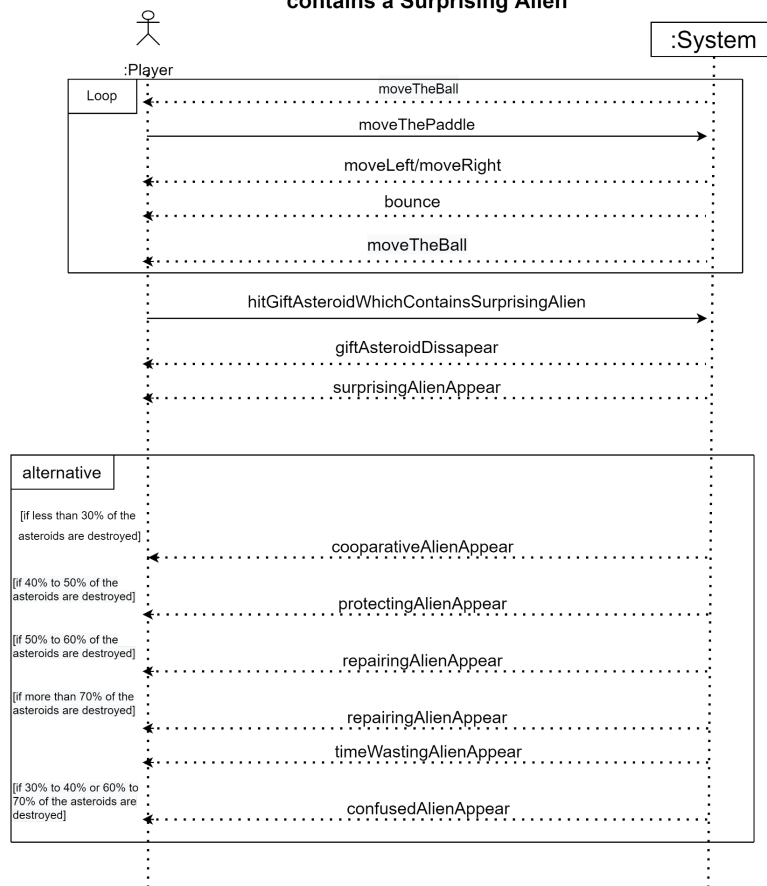 contains a Surprising Alien
:Player
:System
Loop
moveTheBall
moveThePaddle
moveLeft/moveRight
bounce
moveTheBall
hitGiftAsteroidWhichContainsSurprisingAlien
giftAsteroidDissapear
surprisingAlienAppear
alternative
[if less than 30% of the
asteroids are destroyed]
cooparativeAlienAppear
[if 40% to 50% of the
asteroids are destroyed]
protectingAlienAppear
[if 50% to 60% of the
asteroids are destroyed]
repairingAlienAppear
[if more than 70% of the
asteroids are destroyed]
repairingAlienAppear
timeWastingAlienAppear
[if 30% to 40% or 60% to
70% of the asteroids are
destroyed]
confusedAlienAppear